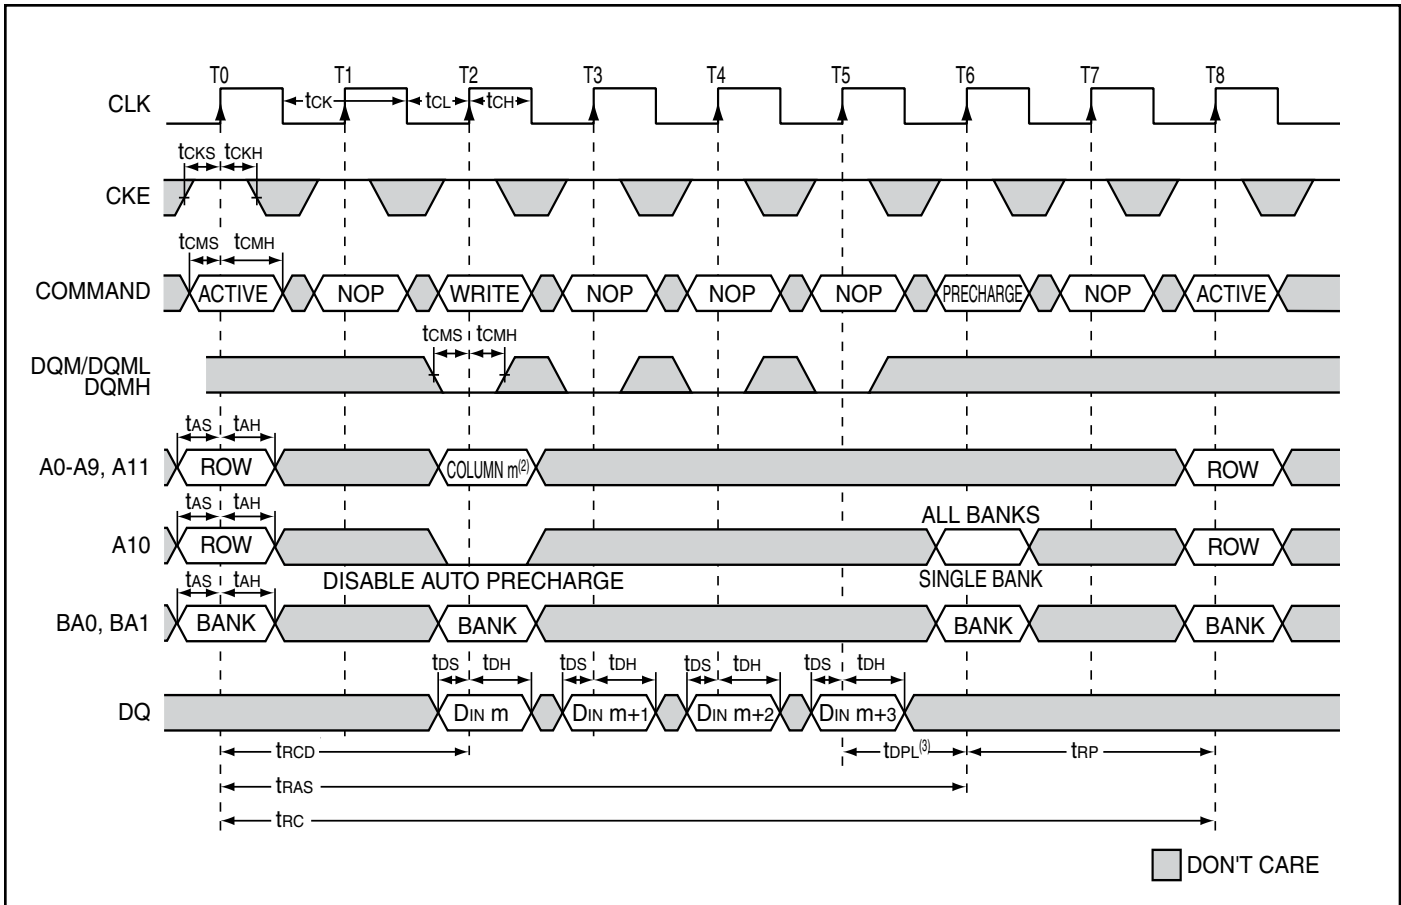 T0 T1 T2 T3 T4 T5 T6 T7 T8
CLK tCK tCL tCH
tCKS tCKH
CKE
tCMS tCMH
COMMAND ACTIVE NOP WRITE NOP NOP NOP PRECHARGE NOP ACTIVE
tCMS tCMH
DQM/DQML
DQMH
tAS tAH
A0-A9, A11 ROW COLUMN m(2) ROW
tAS tAH
ALL BANKS
A10 ROW ROW
DISABLE AUTO PRECHARGE SINGLE BANK
tAS tAH
BA0, BA1 BANK BANK BANK BANK
tDS tDH tDS tDH tDS tDH tDS tDH
DQ DIN m DIN m+1 DIN m+2 DIN m+3
tRCD tDPL(3) tRP
tRAS
tRC
DON'T CARE